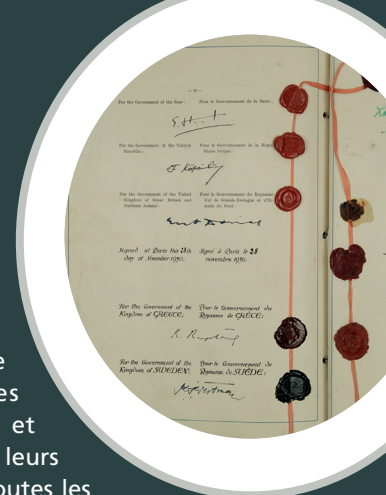 For the Government of the Saar: Pour le Gouvernement de la Sarre:
For the Government of the Turkish Pour le Gouvernement de la Répu
Republic: blique turque:
For the Government of the United Pour le Gouvernement du Royaume
Kingdom of Great Britain and Uni de Grande-Bretagne et d'Ir
Northern Ireland: lande du Nord:
Signed at Paris this 28th Signé à Paris le 28
day of November 1950. novembre 1950.
For the Government of the Pour le Gouvernement du
Kingdom of GREECE: Royaume de GRÈCE:
For the Government of the Pour le Gouvernement du
Kingdom of SWEDEN: Royaume de SUÈDE:
e
es
et
leurs
outes les